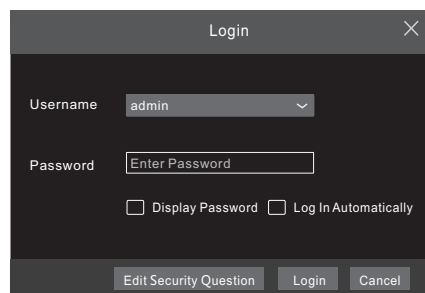 Login
Username admin
Password Enter Password
Display Password Log In Automatically
Edit Security Question Login Cancel